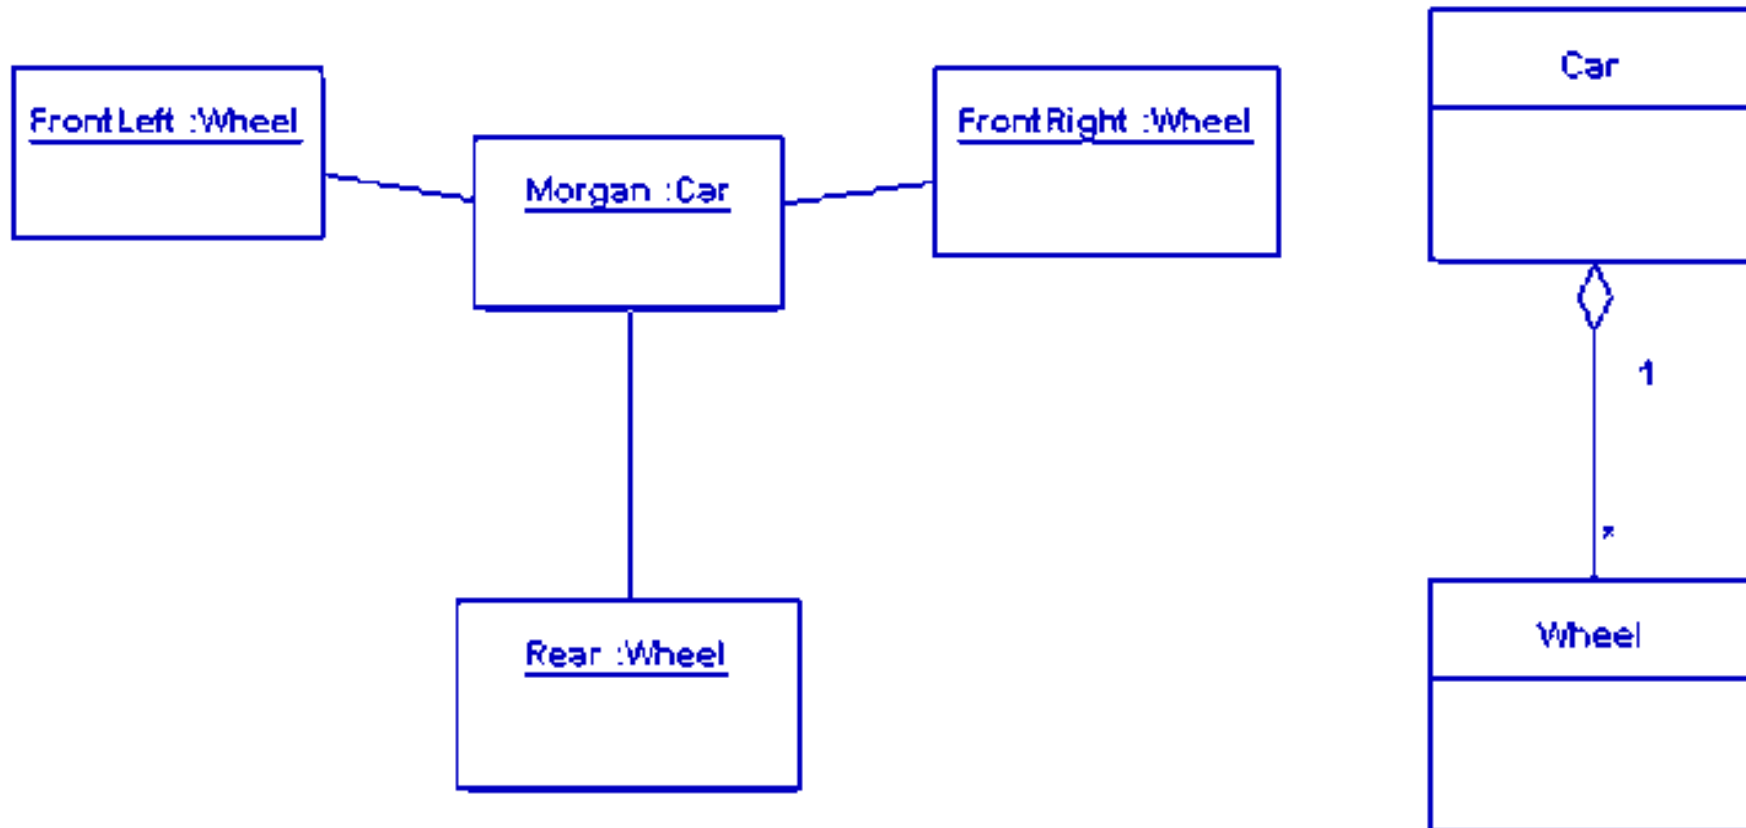 FrontLeft :Wheel
Morgan :Car
FrontRight :Wheel
Rear :Wheel
Car
1
*
Wheel